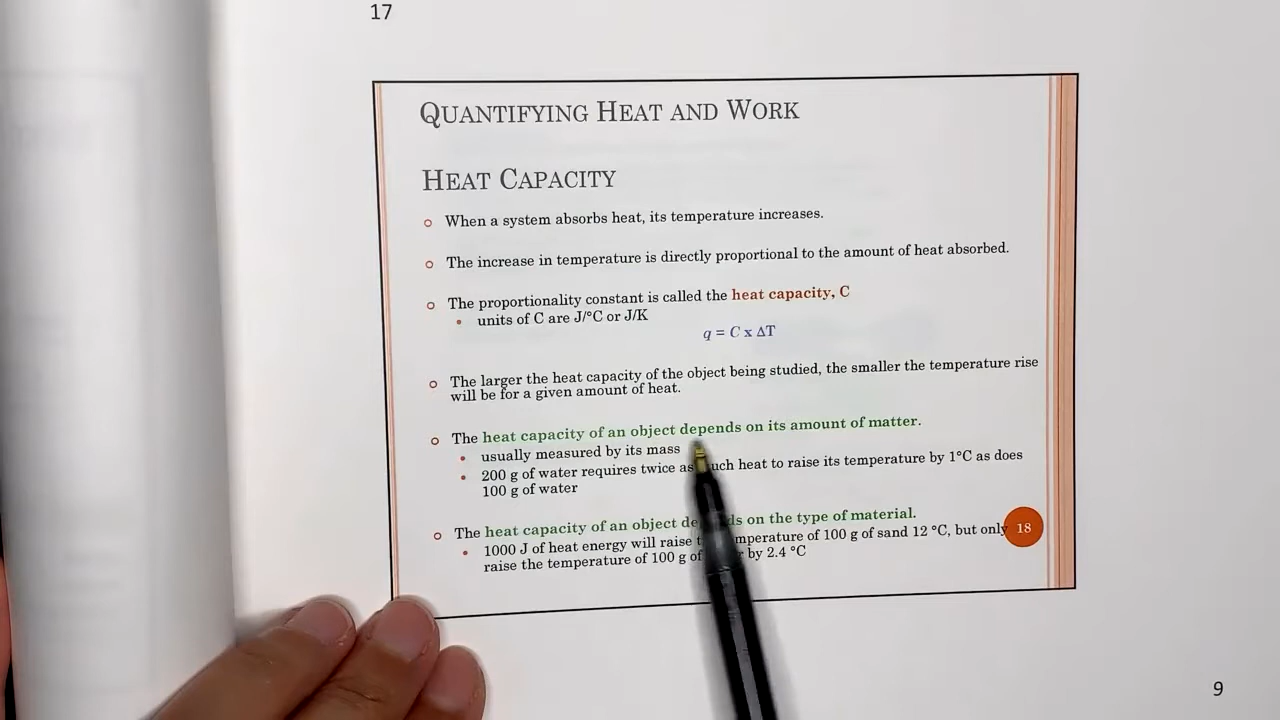 17
QUANTIFYING HEAT AND WORK
HEAT CAPACITY
When a system absorbs heat, its temperature increases.
The increase in temperature is directly proportional to the amount of heat absorbed.
The proportionality constant is called the heat capacity, C
units of C are J/°C or J/K
q = C x ΔT
The larger the heat capacity of the object being studied, the smaller the temperature rise
will be for a given amount of heat.
The heat capacity of an object depends on its amount of matter.
usually measured by its mass
200 g of water requires twice as much heat to raise its temperature by 1°C as does
100 g of water
The heat capacity of an object depends on the type of material.
1000 J of heat energy will raise the temperature of 100 g of sand 12 °C, but only
raise the temperature of 100 g of by 2.4 °C
18
9